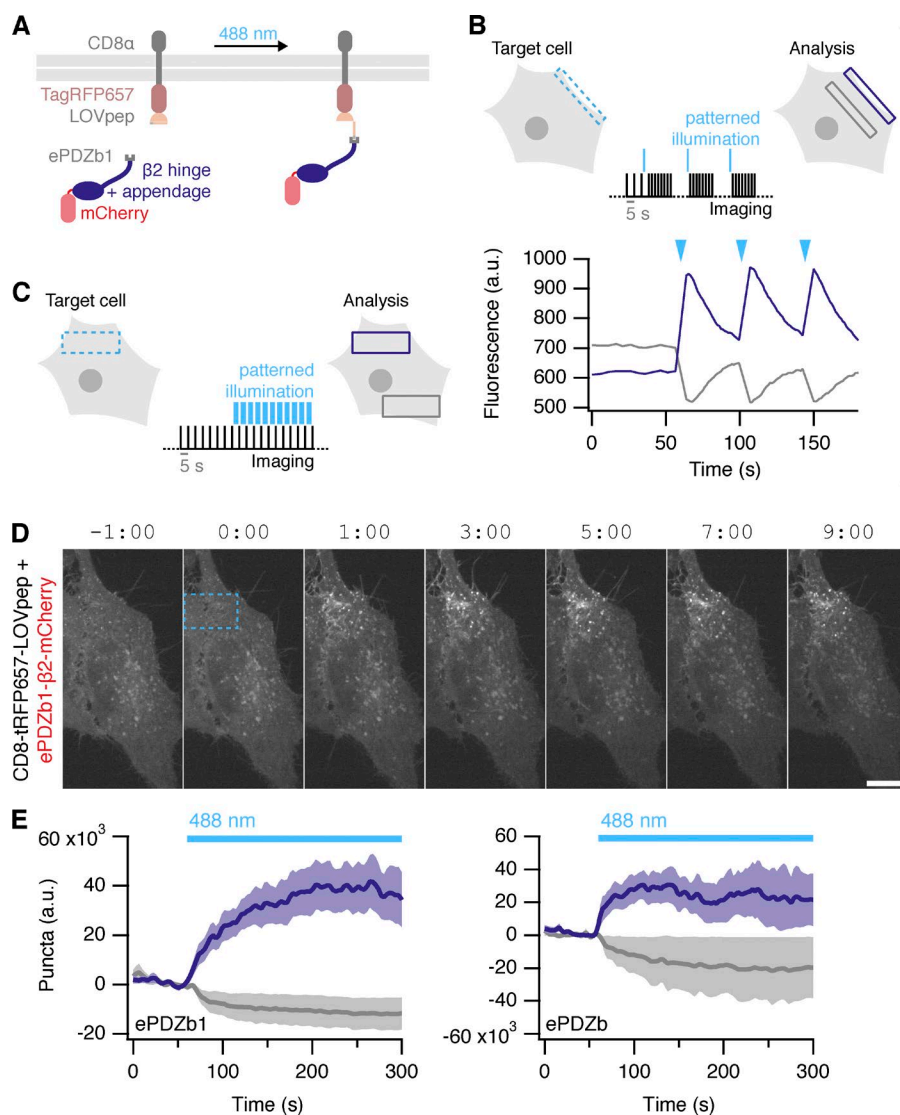 A
CD8α
488 nm
TagRFP657
LOVpep
ePDZb1
β2 hinge
+ appendage
mCherry
B
Target cell
Analysis
patterned
illumination
5 s
Imaging
Fluorescence (a.u.)
1000
900
800
700
600
500
0
50
100
150
Time (s)
C
Target cell
Analysis
patterned
illumination
5 s
Imaging
D
-1:00 0:00 1:00 3:00 5:00 7:00 9:00
CD8-tRFP657-LOVpep +
ePDZb1-β2-mCherry
E
488 nm
Puncta (a.u.)
60 x10³
40
20
0
-20
ePDZb1
0 100 200 300
Time (s)
488 nm
60
40
20
0
-20
-60 x10³
ePDZb
0 100 200 300
Time (s)